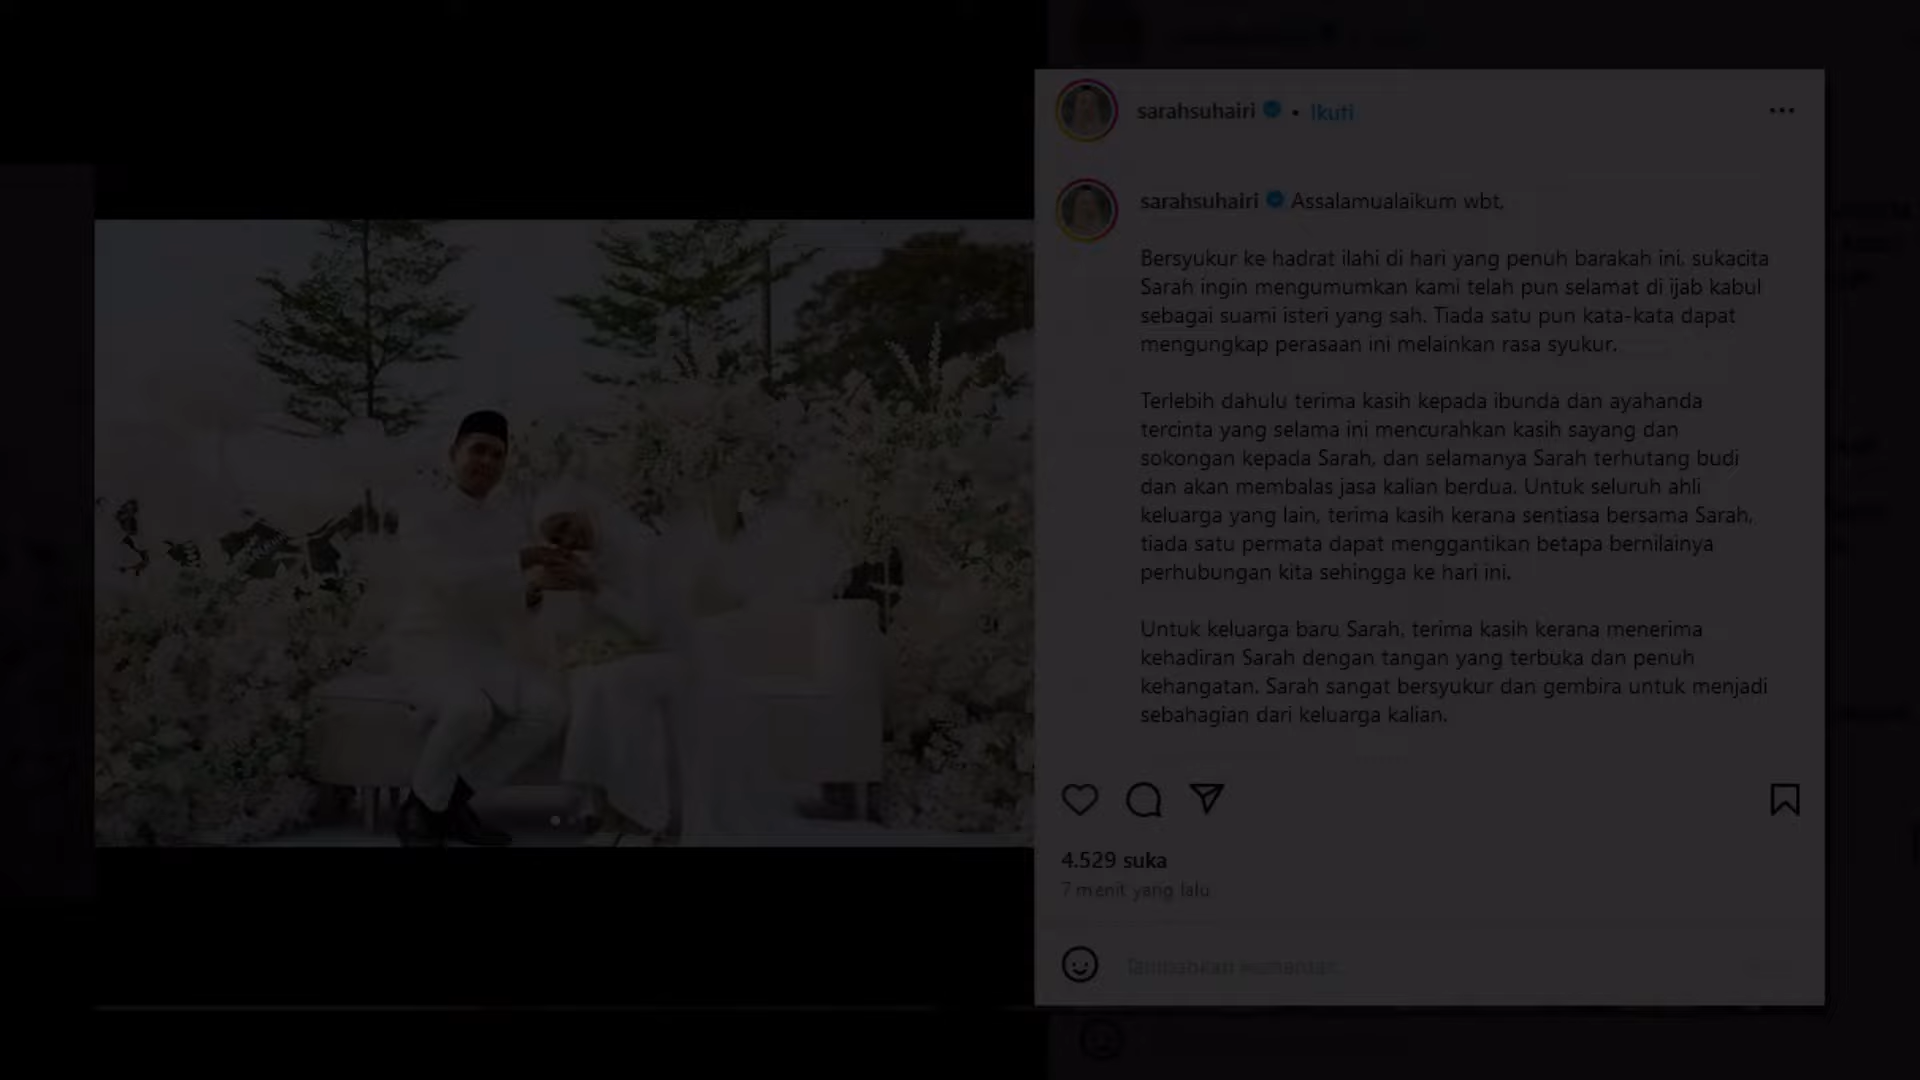 sarahsuhairi • Ikuti
sarahsuhairi Assalamualaikum wbt,
Bersyukur ke hadrat ilahi di hari yang penuh barakah ini, sukacita
Sarah ingin mengumumkan kami telah pun selamat di ijab kabul
sebagai suami isteri yang sah. Tiada satu pun kata-kata dapat
mengungkap perasaan ini melainkan rasa syukur.
Terlebih dahulu terima kasih kepada ibunda dan ayahanda
tercinta yang selama ini mencurahkan kasih sayang dan
sokongan kepada Sarah, dan selamanya Sarah terhutang budi
dan akan membalas jasa kalian berdua. Untuk seluruh ahli
keluarga yang lain, terima kasih kerana sentiasa bersama Sarah,
tiada satu permata dapat menggantikan betapa bernilainya
perhubungan kita sehingga ke hari ini.
Untuk keluarga baru Sarah, terima kasih kerana menerima
kehadiran Sarah dengan tangan yang terbuka dan penuh
kehangatan. Sarah sangat bersyukur dan gembira untuk menjadi
sebahagian dari keluarga kalian.
4.529 suka
7 menit yang lalu
Tambahkan komentar...